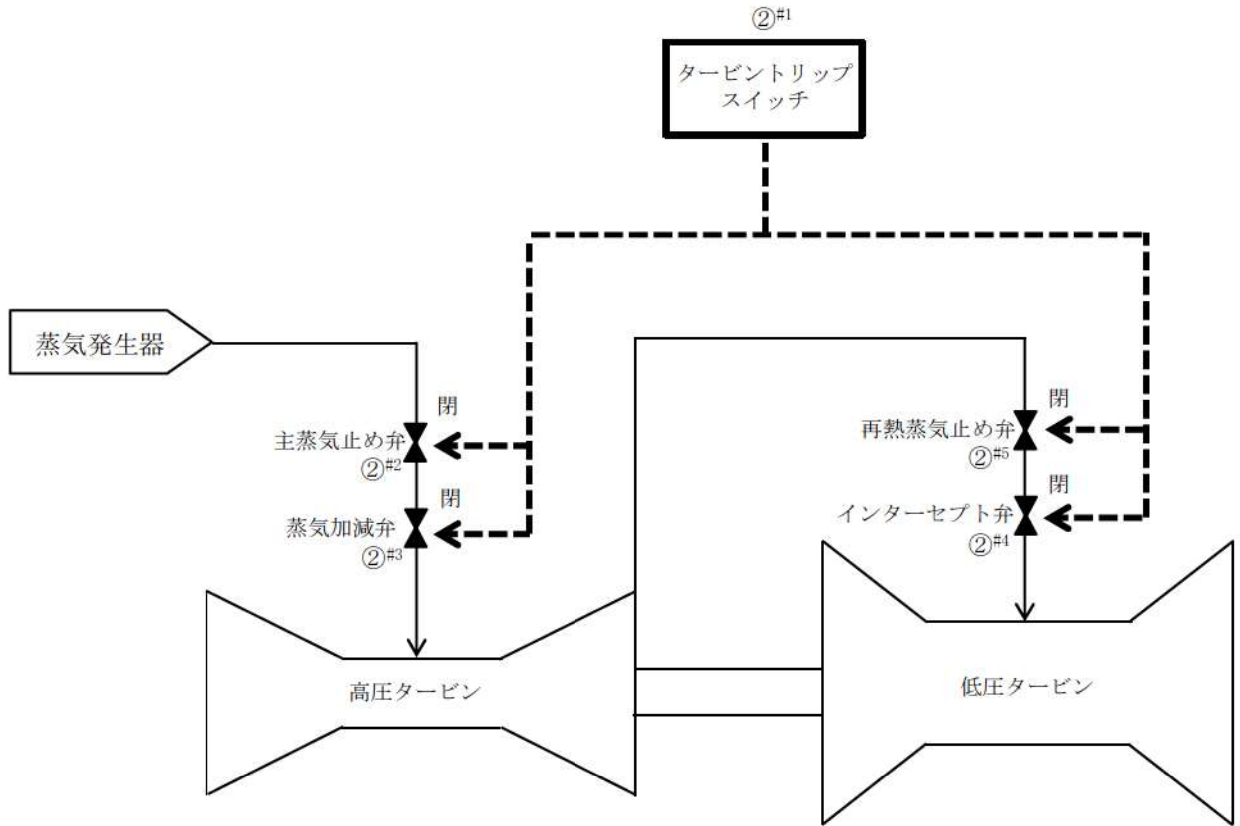 ②#1
タービントリップ
スイッチ
蒸気発生器
閉
主蒸気止め弁
②#2
閉
蒸気加減弁
②#3
閉
再熱蒸気止め弁
②#5
閉
インターセプト弁
②#4
高圧タービン
低圧タービン